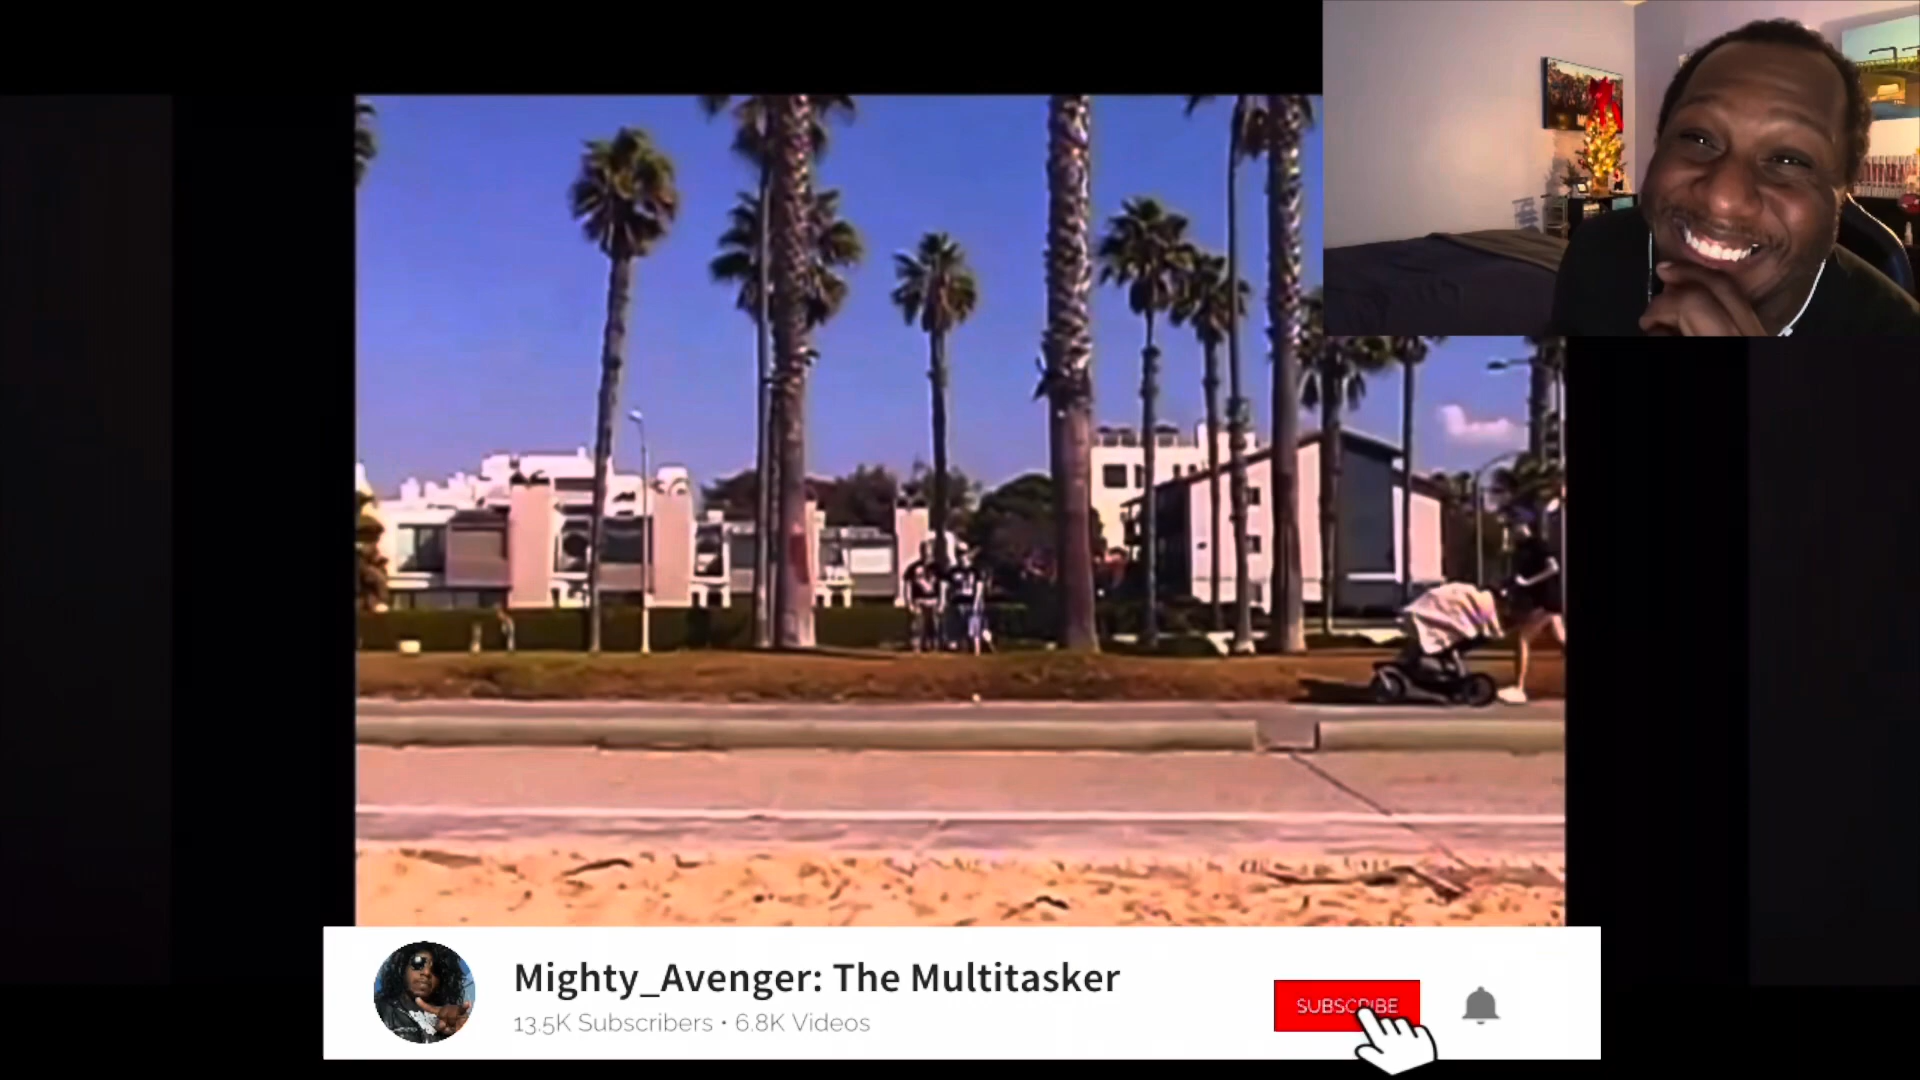 Mighty_Avenger: The Multitasker
13.5K Subscribers • 6.8K Videos
SUBSCRIBE